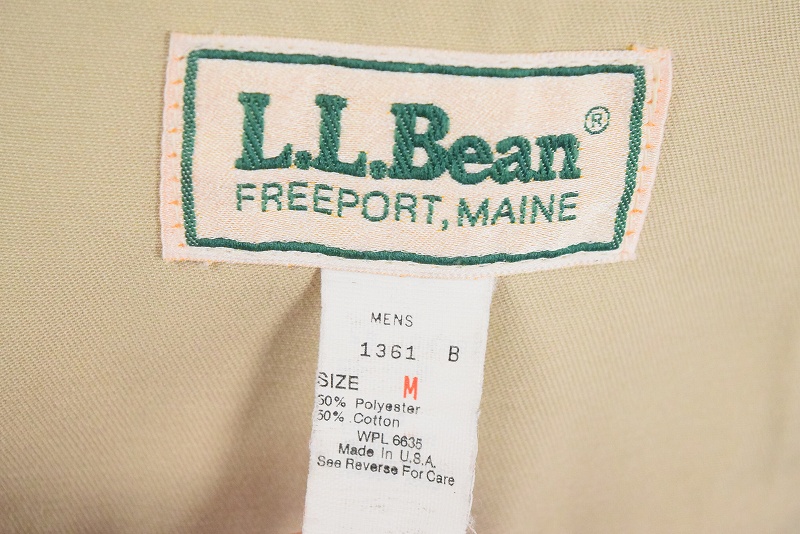 L.L.Bean®
FREEPORT, MAINE
MENS
1361 B
SIZE M
50% Polyester
50% Cotton
WPL 6635
Made In U.S.A.
See Reverse For Care